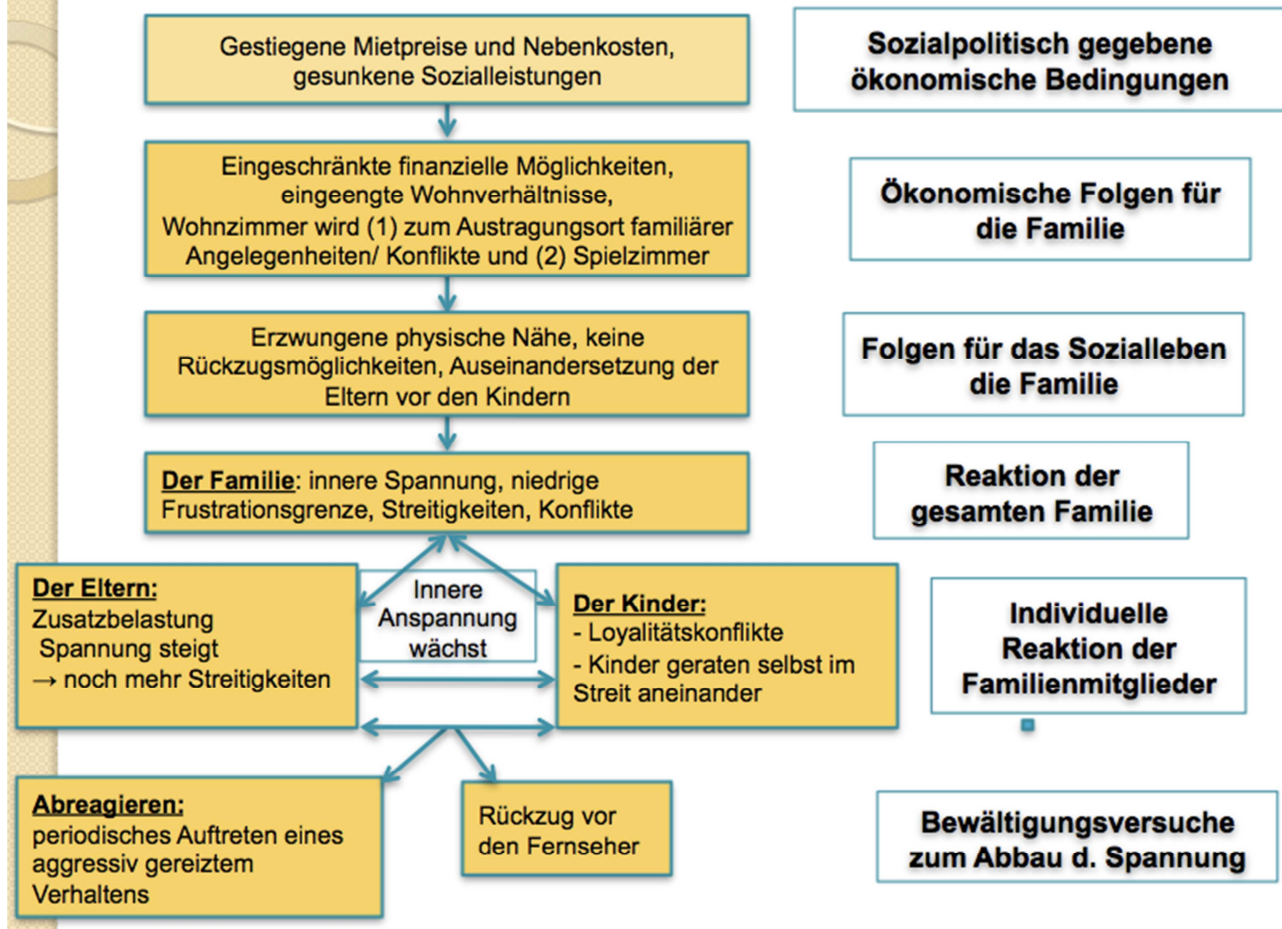 Gestiegene Mietpreise und Nebenkosten,
gesunkene Sozialleistungen
Sozialpolitisch gegebene
ökonomische Bedingungen
Eingeschränkte finanzielle Möglichkeiten,
eingeengte Wohnverhältnisse,
Wohnzimmer wird (1) zum Austragungsort familiärer
Angelegenheiten/ Konflikte und (2) Spielzimmer
Ökonomische Folgen für
die Familie
Erzwungene physische Nähe, keine
Rückzugsmöglichkeiten, Auseinandersetzung der
Eltern vor den Kindern
Folgen für das Sozialleben
die Familie
Der Familie: innere Spannung, niedrige
Frustrationsgrenze, Streitigkeiten, Konflikte
Reaktion der
gesamten Familie
Der Eltern:
Zusatzbelastung
Spannung steigt
→ noch mehr Streitigkeiten
Innere
Anspannung
wächst
Der Kinder:
- Loyalitätskonflikte
- Kinder geraten selbst im
Streit aneinander
Individuelle
Reaktion der
Familienmitglieder
Abreagieren:
periodisches Auftreten eines
aggressiv gereiztem
Verhaltens
Rückzug vor
den Fernseher
Bewältigungsversuche
zum Abbau d. Spannung